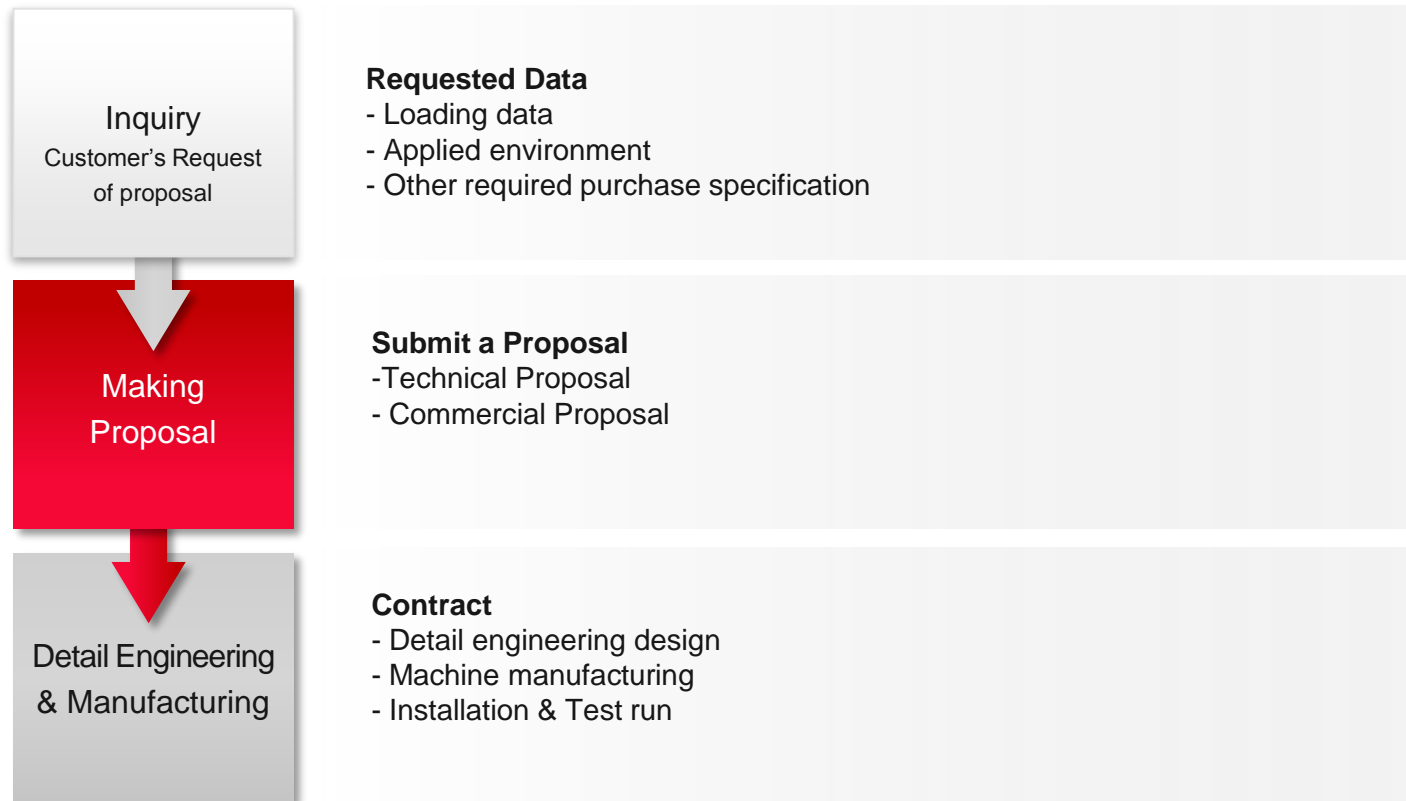 Inquiry
Customer’s Request
of proposal
Requested Data
- Loading data
- Applied environment
- Other required purchase specification
Making
Proposal
Submit a Proposal
-Technical Proposal
- Commercial Proposal
Detail Engineering
& Manufacturing
Contract
- Detail engineering design
- Machine manufacturing
- Installation & Test run